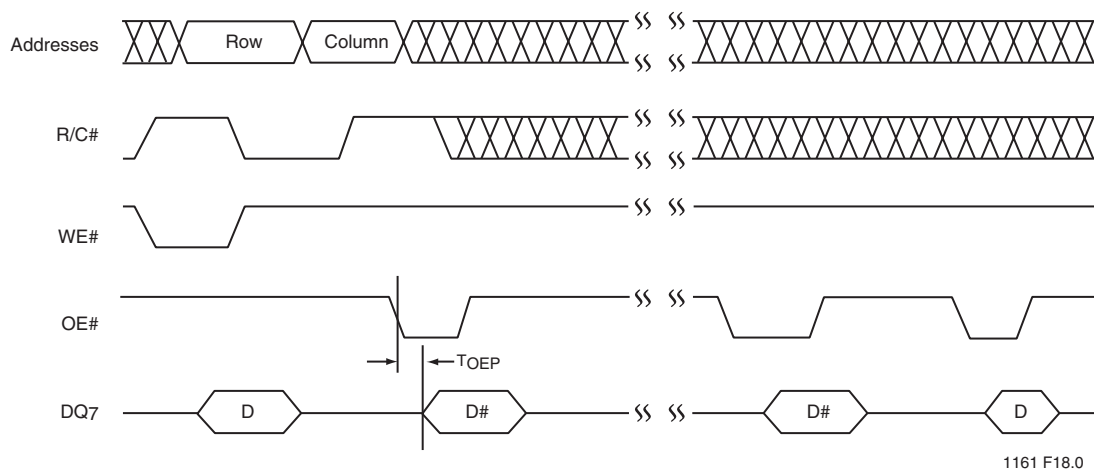 Addresses
Row
Column
R/C#
WE#
OE#
TOEP
DQ7
D
D#
D#
D
1161 F18.0